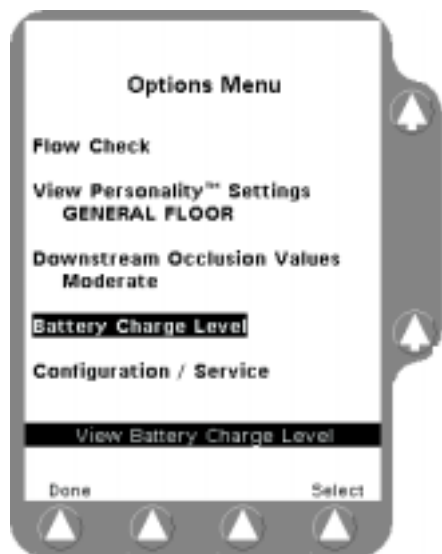 Options Menu
Flow Check
View Personality™ Settings
GENERAL FLOOR
Downstream Occlusion Values
Moderate
Battery Charge Level
Configuration / Service
View Battery Charge Level
Done Select